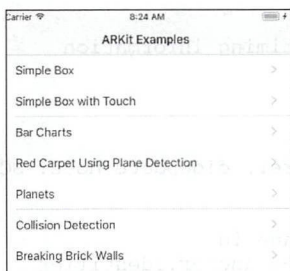 Carrier 8:24 AM
ARKit Examples
Simple Box
Simple Box with Touch
Bar Charts
Red Carpet Using Plane Detection
Planets
Collision Detection
Breaking Brick Walls